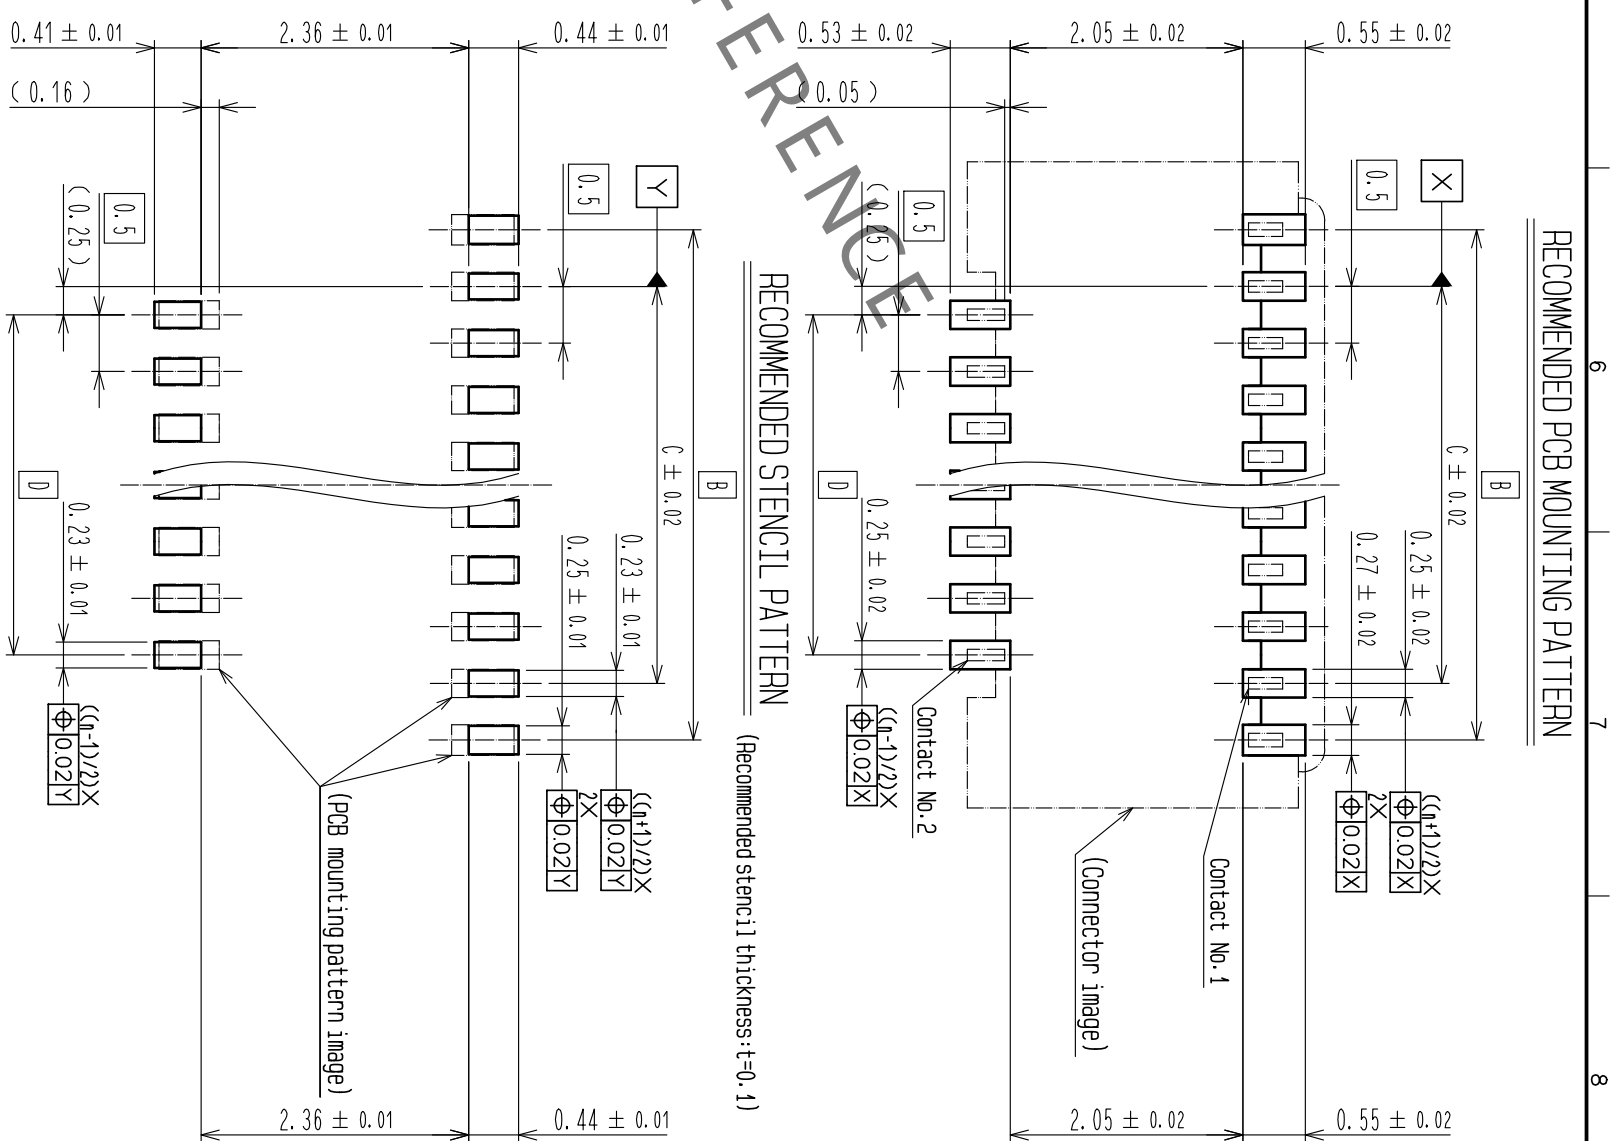 6
7
8
RECOMMENDED PCB MOUNTING PATTERN
X
0.5
B
C ± 0.02
0.25 ± 0.02
0.27 ± 0.02
((n+1)/2)X
⌖ 0.02 X
2X
⌖ 0.02 X
0.55 ± 0.02
2.05 ± 0.02
0.53 ± 0.02
(0.05)
0.55 ± 0.02
2.05 ± 0.02
Contact No.1
(Connector image)
Contact No.2
0.5
(0.25)
D
0.25 ± 0.02
((n-1)/2)X
⌖ 0.02 X
RECOMMENDED STENCIL PATTERN
(Recommended stencil thickness:t=0.1)
Y
0.5
B
C ± 0.02
0.23 ± 0.01
0.25 ± 0.01
((n+1)/2)X
⌖ 0.02 Y
2X
⌖ 0.02 Y
0.44 ± 0.01
2.36 ± 0.01
0.41 ± 0.01
(0.16)
0.44 ± 0.01
2.36 ± 0.01
(PCB mounting pattern image)
0.5
(0.25)
D
0.23 ± 0.01
((n-1)/2)X
⌖ 0.02 Y
FERENCE